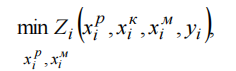 min Z_i(x_i^p, x_i^к, x_i^м, y_i),
x_i^p, x_i^м